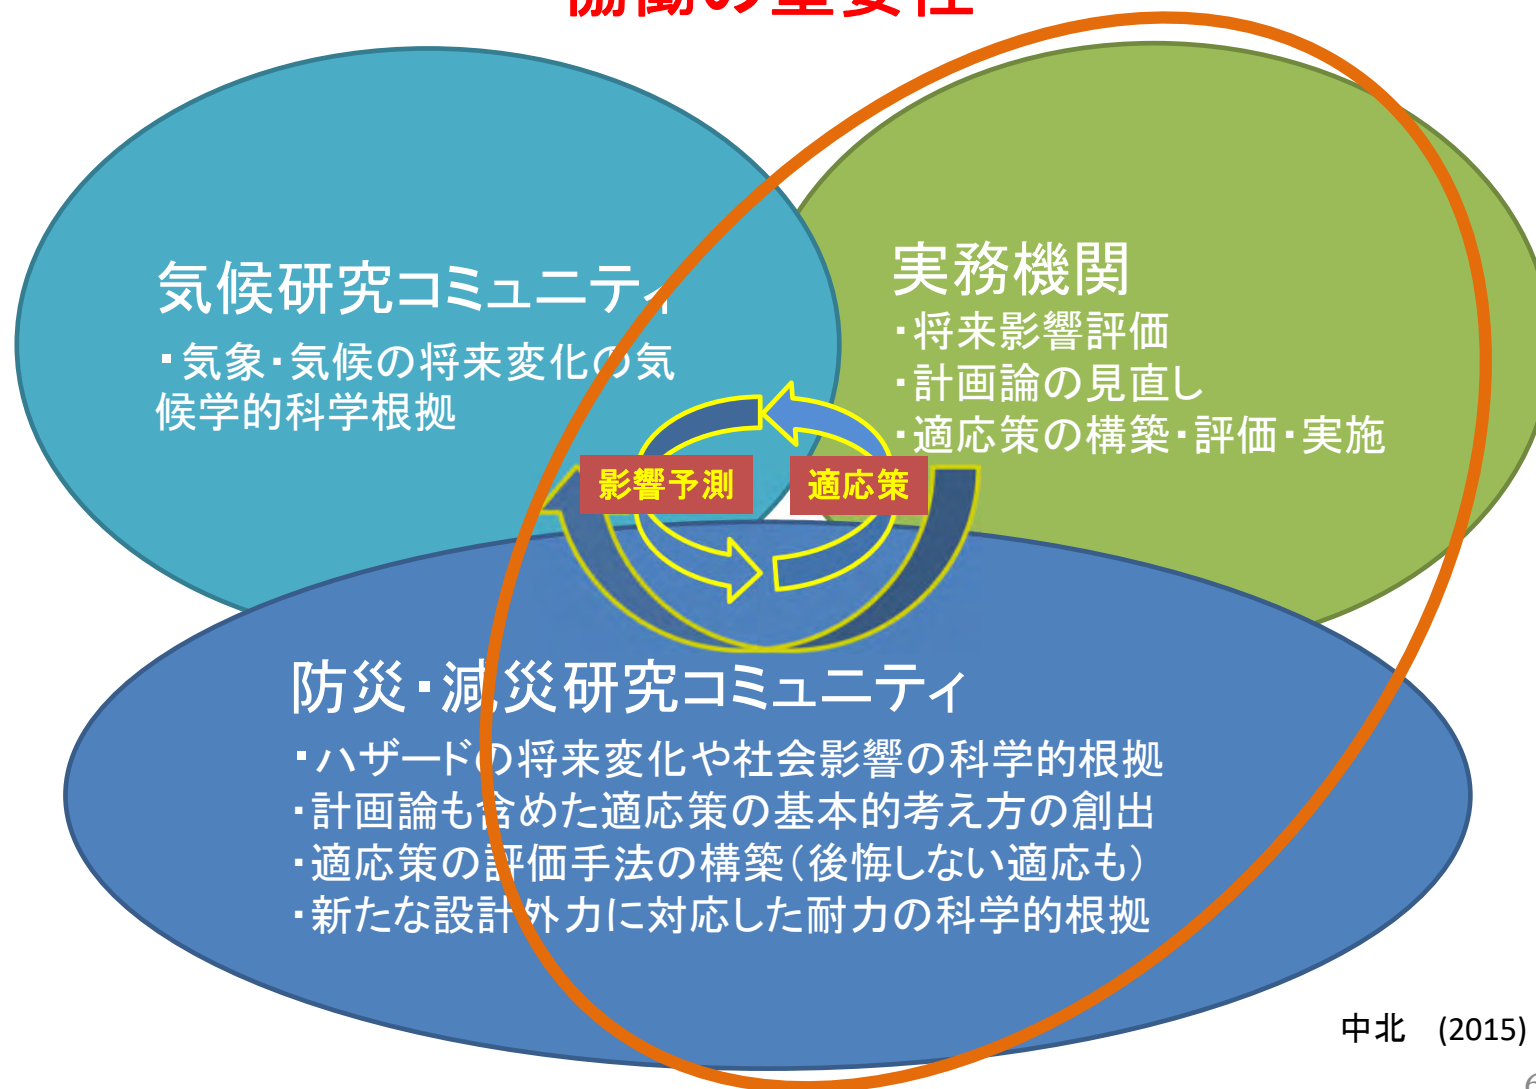 協働の重要性
気候研究コミュニティ
・気象・気候の将来変化の気
候学的科学根拠
実務機関
・将来影響評価
・計画論の見直し
・適応策の構築・評価・実施
影響予測
適応策
防災・減災研究コミュニティ
・ハザードの将来変化や社会影響の科学的根拠
・計画論も含めた適応策の基本的考え方の創出
・適応策の評価手法の構築（後悔しない適応も）
・新たな設計外力に対応した耐力の科学的根拠
中北　(2015)